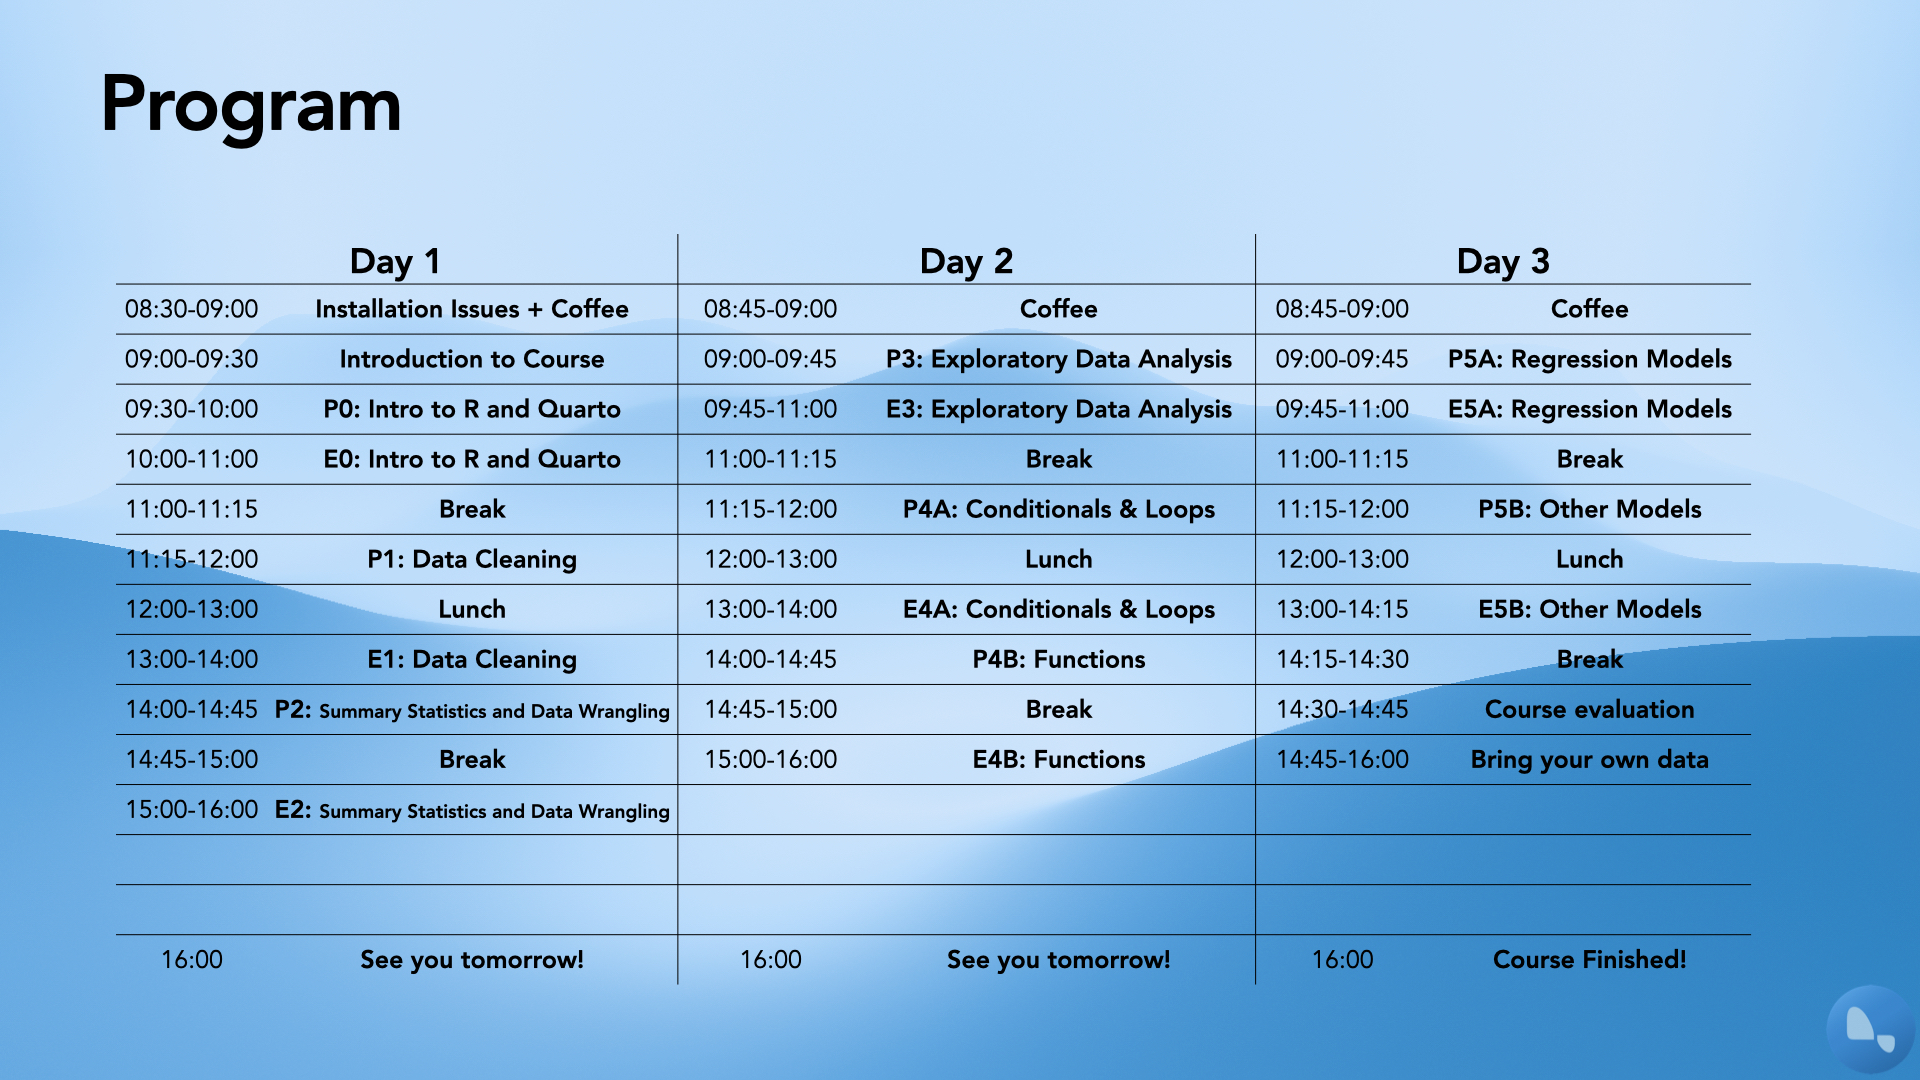 Program
Day 1 Day 2 Day 3
08:30-09:00 Installation Issues + Coffee 08:45-09:00 Coffee 08:45-09:00 Coffee
09:00-09:30 Introduction to Course 09:00-09:45 P3: Exploratory Data Analysis 09:00-09:45 P5A: Regression Models
09:30-10:00 P0: Intro to R and Quarto 09:45-11:00 E3: Exploratory Data Analysis 09:45-11:00 E5A: Regression Models
10:00-11:00 E0: Intro to R and Quarto 11:00-11:15 Break 11:00-11:15 Break
11:00-11:15 Break 11:15-12:00 P4A: Conditionals & Loops 11:15-12:00 P5B: Other Models
11:15-12:00 P1: Data Cleaning 12:00-13:00 Lunch 12:00-13:00 Lunch
12:00-13:00 Lunch 13:00-14:00 E4A: Conditionals & Loops 13:00-14:15 E5B: Other Models
13:00-14:00 E1: Data Cleaning 14:00-14:45 P4B: Functions 14:15-14:30 Break
14:00-14:45 P2: Summary Statistics and Data Wrangling 14:45-15:00 Break 14:30-14:45 Course evaluation
14:45-15:00 Break 15:00-16:00 E4B: Functions 14:45-16:00 Bring your own data
15:00-16:00 E2: Summary Statistics and Data Wrangling
16:00 See you tomorrow! 16:00 See you tomorrow! 16:00 Course Finished!